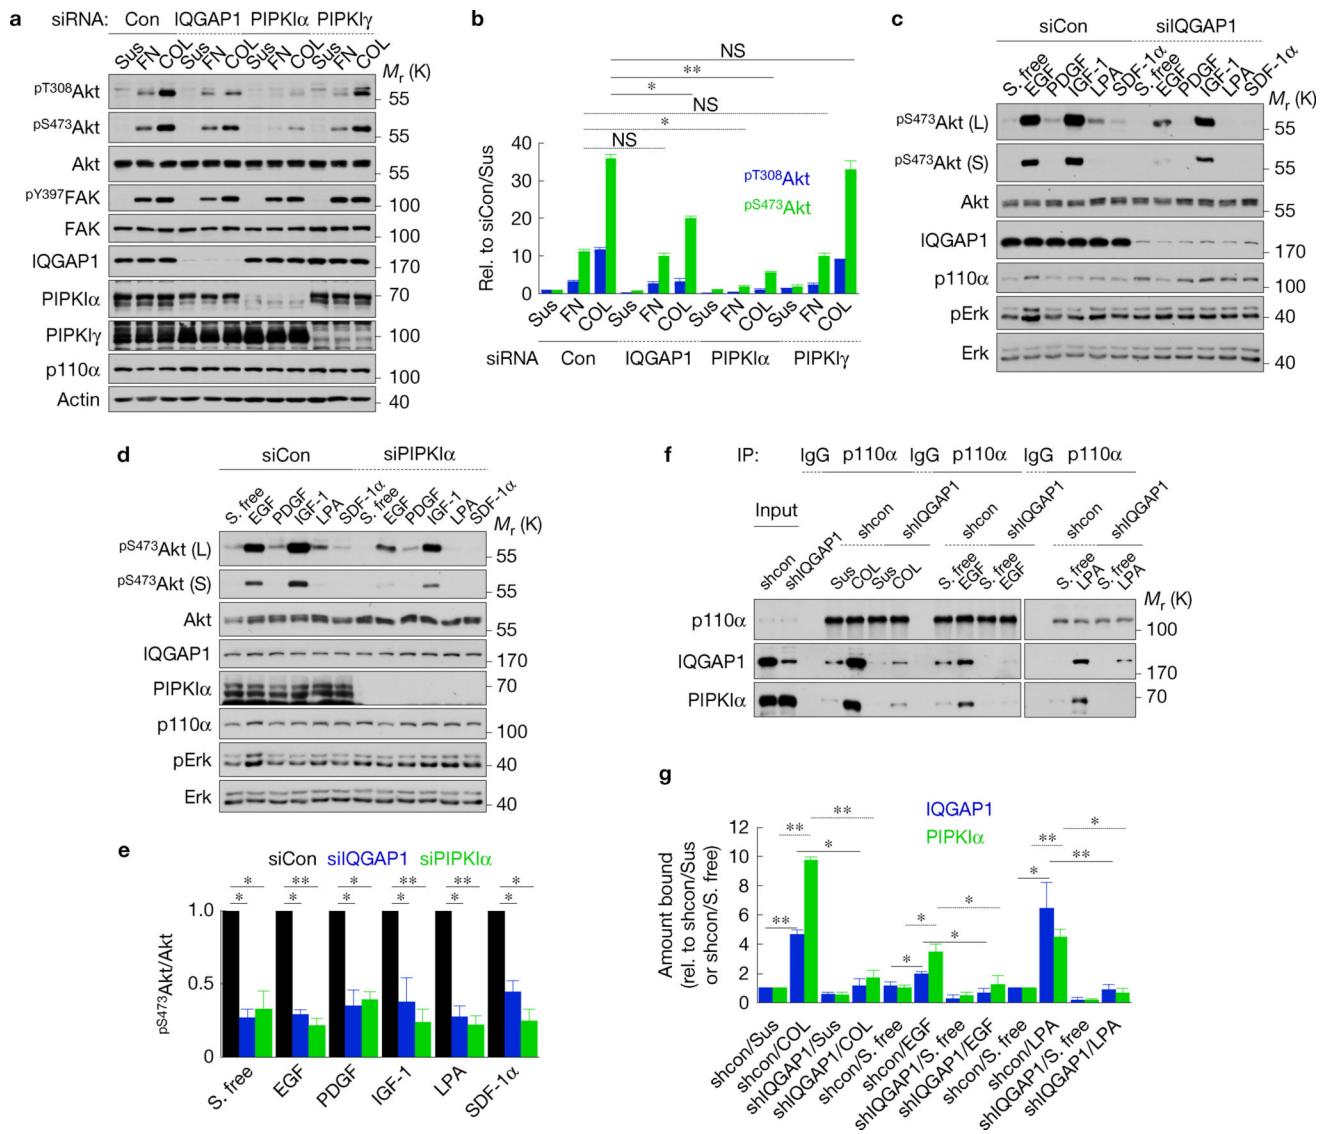 a
siRNA: Con IQGAP1 PIPKIα PIPKIγ
Sus FN COL Sus FN COL Sus FN COL Sus FN COL
Mr (K)
pT308Akt 55
pS473Akt 55
Akt 55
pY397FAK 100
FAK 100
IQGAP1 170
PIPKIα 70
PIPKIγ 100
p110α 100
Actin 40
b
NS
**
*
NS
*
NS
Rel. to siCon/Sus
40
30
20
10
0
pT308Akt
pS473Akt
Sus FN COL Sus FN COL Sus FN COL Sus FN COL
siRNA Con IQGAP1 PIPKIα PIPKIγ
c
siCon siIQGAP1
S. free EGF PDGF IGF-1 LPA SDF-1α S. free EGF PDGF IGF-1 LPA SDF-1α
Mr (K)
pS473Akt (L) 55
pS473Akt (S) 55
Akt 55
IQGAP1 170
p110α 100
pErk 40
Erk 40
d
siCon siPIPKIα
S. free EGF PDGF IGF-1 LPA SDF-1α S. free EGF PDGF IGF-1 LPA SDF-1α
Mr (K)
pS473Akt (L) 55
pS473Akt (S) 55
Akt 55
IQGAP1 170
PIPKIα 70
p110α 100
pErk 40
Erk 40
e
siCon siIQGAP1 siPIPKIα
* ** * ** ** *
* * * * * *
pS473Akt/Akt
1.0
0.5
0
S. free EGF PDGF IGF-1 LPA SDF-1α
f
IP: IgG p110α IgG p110α IgG p110α
Input
shcon shIQGAP1 shcon shIQGAP1 shcon shIQGAP1
shcon shIQGAP1 Sus COL Sus COL S. free EGF S. free EGF S. free LPA S. free LPA
Mr (K)
p110α 100
IQGAP1 170
PIPKIα 70
g
IQGAP1
PIPKIα
Amount bound
(rel. to shcon/Sus
or shcon/S. free)
12
10
8
6
4
2
0
** ** ** * * * * * * ** * **
shcon/Sus
shcon/COL
shIQGAP1/Sus
shIQGAP1/COL
shcon/S. free
shcon/EGF
shIQGAP1/S. free
shIQGAP1/EGF
shcon/S. free
shcon/LPA
shIQGAP1/S. free
shIQGAP1/LPA